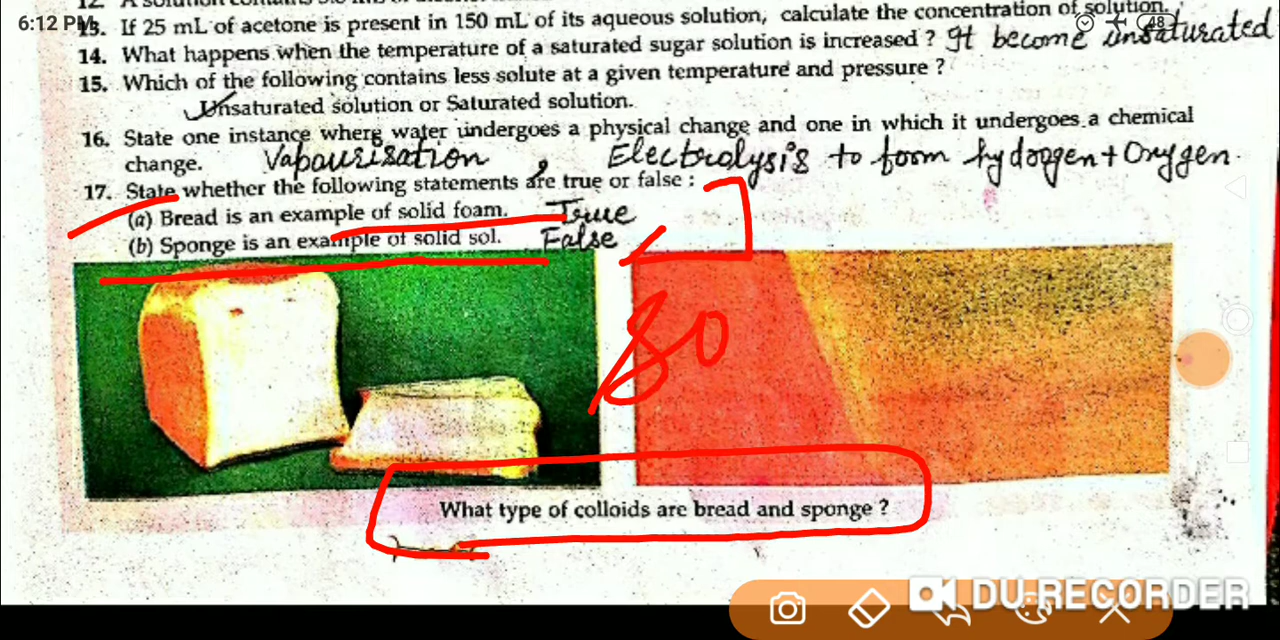 6:12 PM
13. If 25 mL of acetone is present in 150 mL of its aqueous solution, calculate the concentration of solution.
48
14. What happens when the temperature of a saturated sugar solution is increased ? It become unsaturated
15. Which of the following contains less solute at a given temperature and pressure ?
Unsaturated solution or Saturated solution.
16. State one instance where water undergoes a physical change and one in which it undergoes a chemical
change. Vapourisation , Electrolysis to form hydogen + Oxygen.
17. State whether the following statements are true or false :
(a) Bread is an example of solid foam. True
(b) Sponge is an example of solid sol. False
80
What type of colloids are bread and sponge ?
DU RECORDER